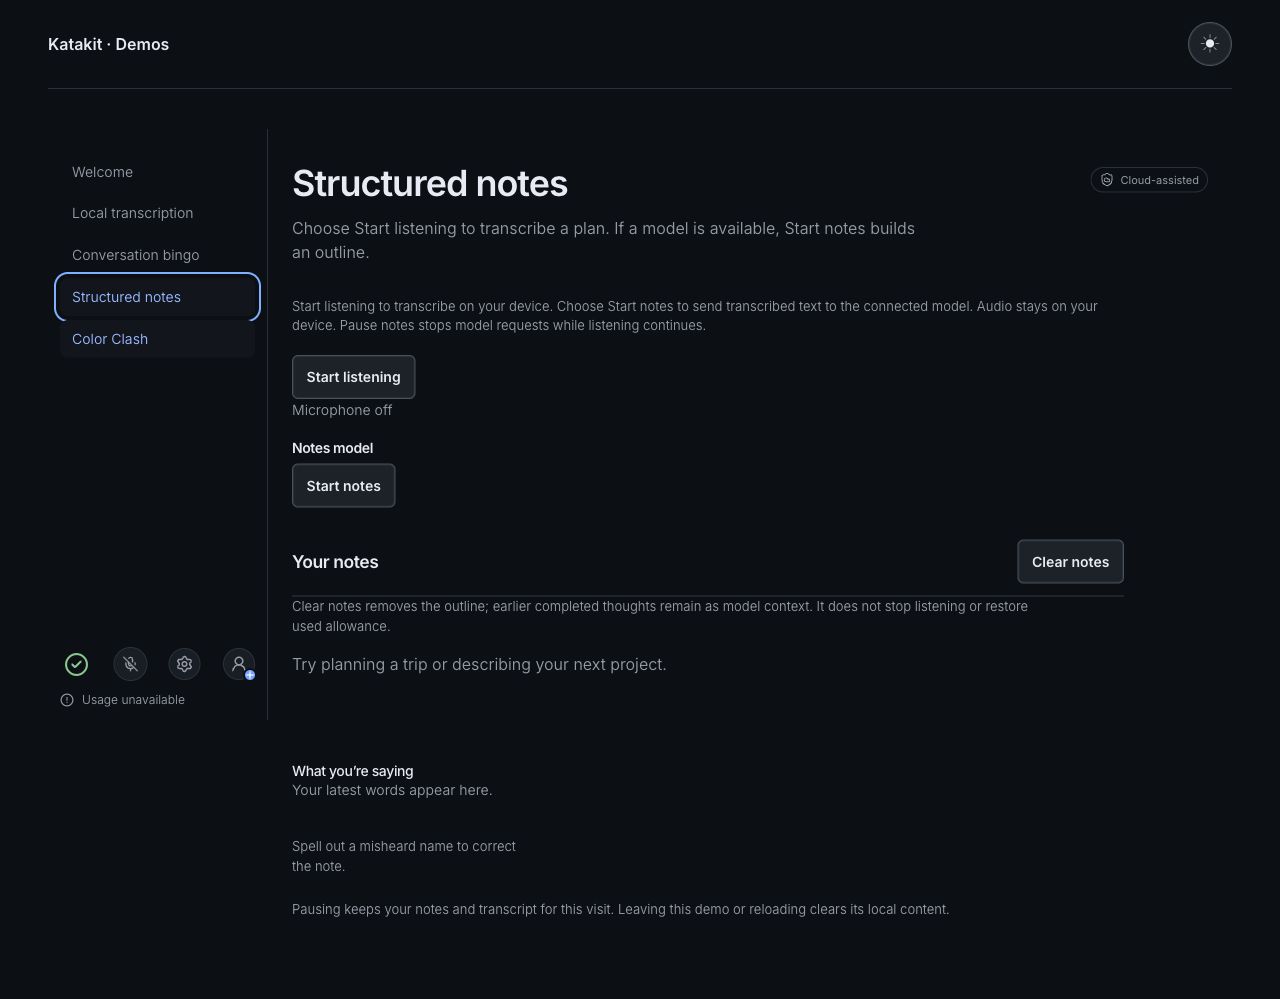 Katakit · Demos
Welcome
Local transcription
Conversation bingo
Structured notes
Color Clash
Usage unavailable
Structured notes
Cloud-assisted
Choose Start listening to transcribe a plan. If a model is available, Start notes builds
an outline.
Start listening to transcribe on your device. Choose Start notes to send transcribed text to the connected model. Audio stays on your
device. Pause notes stops model requests while listening continues.
Start listening
Microphone off
Notes model
Start notes
Your notes
Clear notes
Clear notes removes the outline; earlier completed thoughts remain as model context. It does not stop listening or restore
used allowance.
Try planning a trip or describing your next project.
What you’re saying
Your latest words appear here.
Spell out a misheard name to correct
the note.
Pausing keeps your notes and transcript for this visit. Leaving this demo or reloading clears its local content.